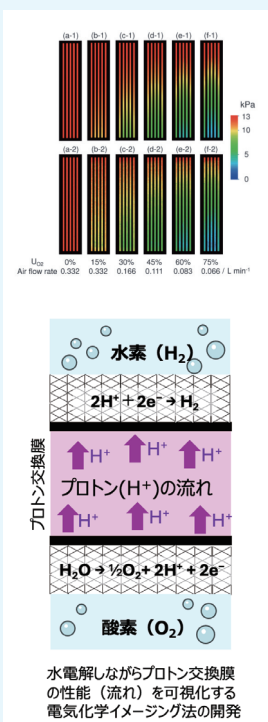 (a-1) (b-1) (c-1) (d-1) (e-1) (f-1)
kPa
13
10
5
0
(a-2) (b-2) (c-2) (d-2) (e-2) (f-2)
UO2 0% 15% 30% 45% 60% 75%
Air flow rate 0.332 0.332 0.166 0.111 0.083 0.066 / L min⁻¹
水素（H₂）
2H⁺ + 2e⁻ → H₂
H⁺ H⁺ H⁺ H⁺
プロトン交換膜
プロトン(H⁺)の流れ
H⁺ H⁺ H⁺ H⁺
H₂O → ½O₂+ 2H⁺ + 2e⁻
酸素（O₂）
水電解しながらプロトン交換膜
の性能（流れ）を可視化する
電気化学イメージング法の開発